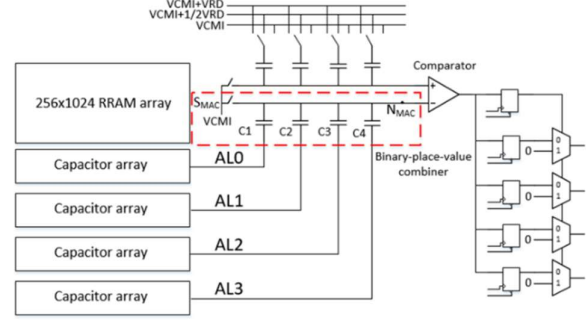 VCMI+VRD
VCMI+1/2VRD
VCMI
Comparator
256x1024 RRAM array
SMAC
VCMI
+
−
NMAC
C1 C2 C3 C4
Binary-place-value
combiner
Capacitor array
AL0
Capacitor array
AL1
Capacitor array
AL2
Capacitor array
AL3
0
0
1
0
0
1
0
0
1
0
0
1